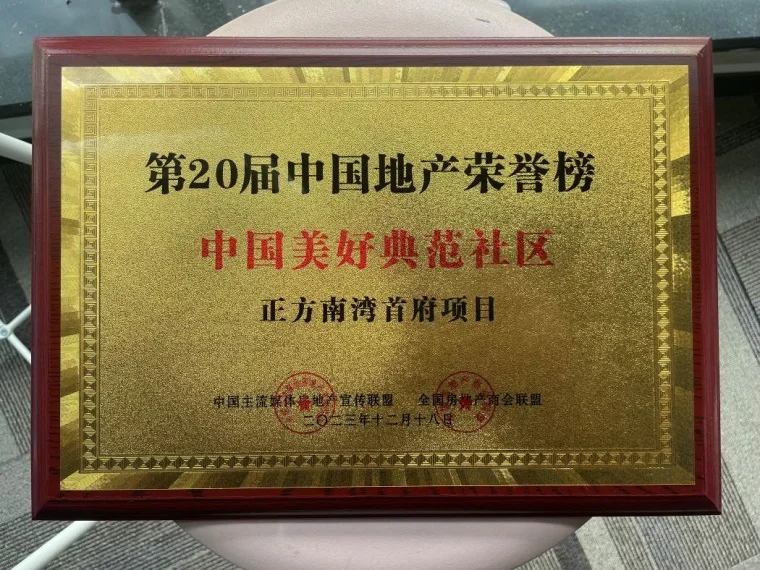 第20届中国地产荣誉榜
中国美好典范社区
正方南湾首府项目
中国主流媒体房地产宣传联盟 全国房地产商会联盟
二〇二三年十二月十八日